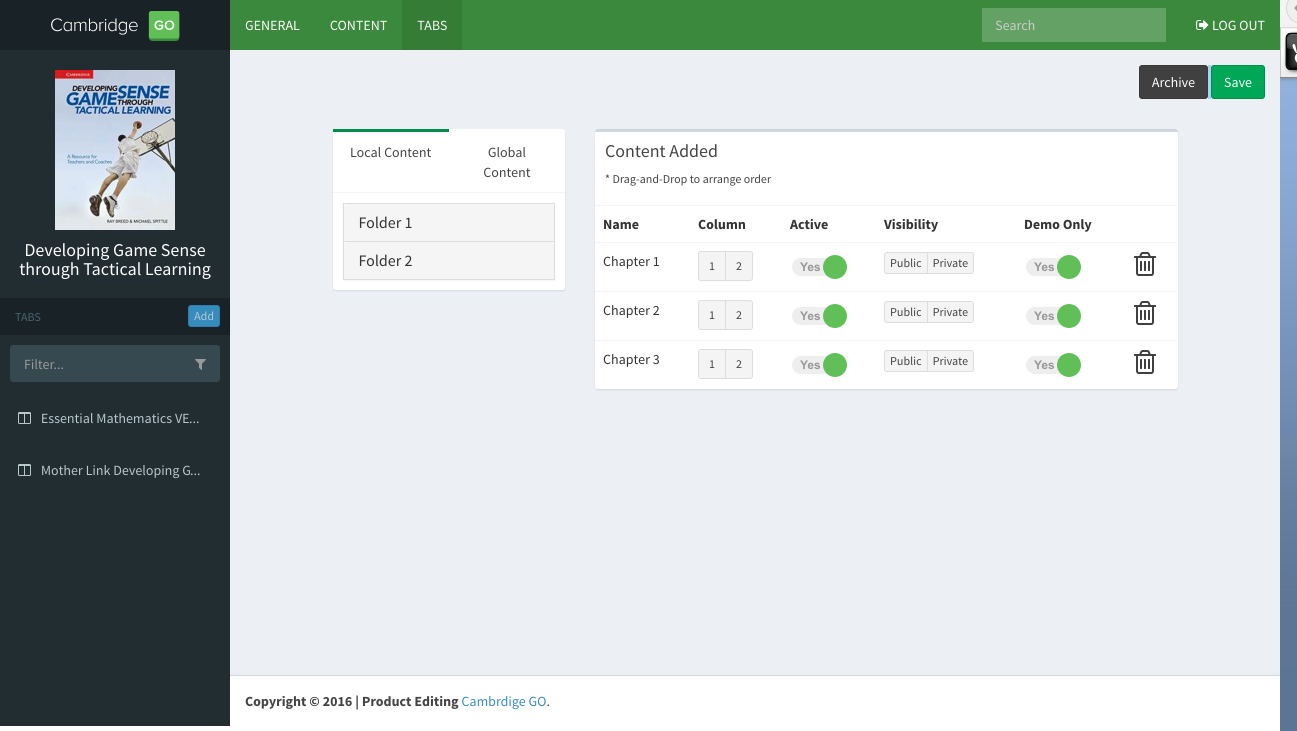 Cambridge GO
GENERAL
CONTENT
TABS
Search
LOG OUT
Archive
Save
CAMBRIDGE
DEVELOPING
GAME SENSE
THROUGH
TACTICAL LEARNING
A Resource for
Teachers and Coaches
RAY BREED & MICHAEL SPITTLE
Developing Game Sense
through Tactical Learning
TABS
Add
Filter...
Essential Mathematics VE...
Mother Link Developing G...
Local Content
Global
Content
Folder 1
Folder 2
Content Added
* Drag-and-Drop to arrange order
Name Column Active Visibility Demo Only
Chapter 1 1 2 Yes Public Private Yes
Chapter 2 1 2 Yes Public Private Yes
Chapter 3 1 2 Yes Public Private Yes
Copyright © 2016 | Product Editing Cambrdige GO.